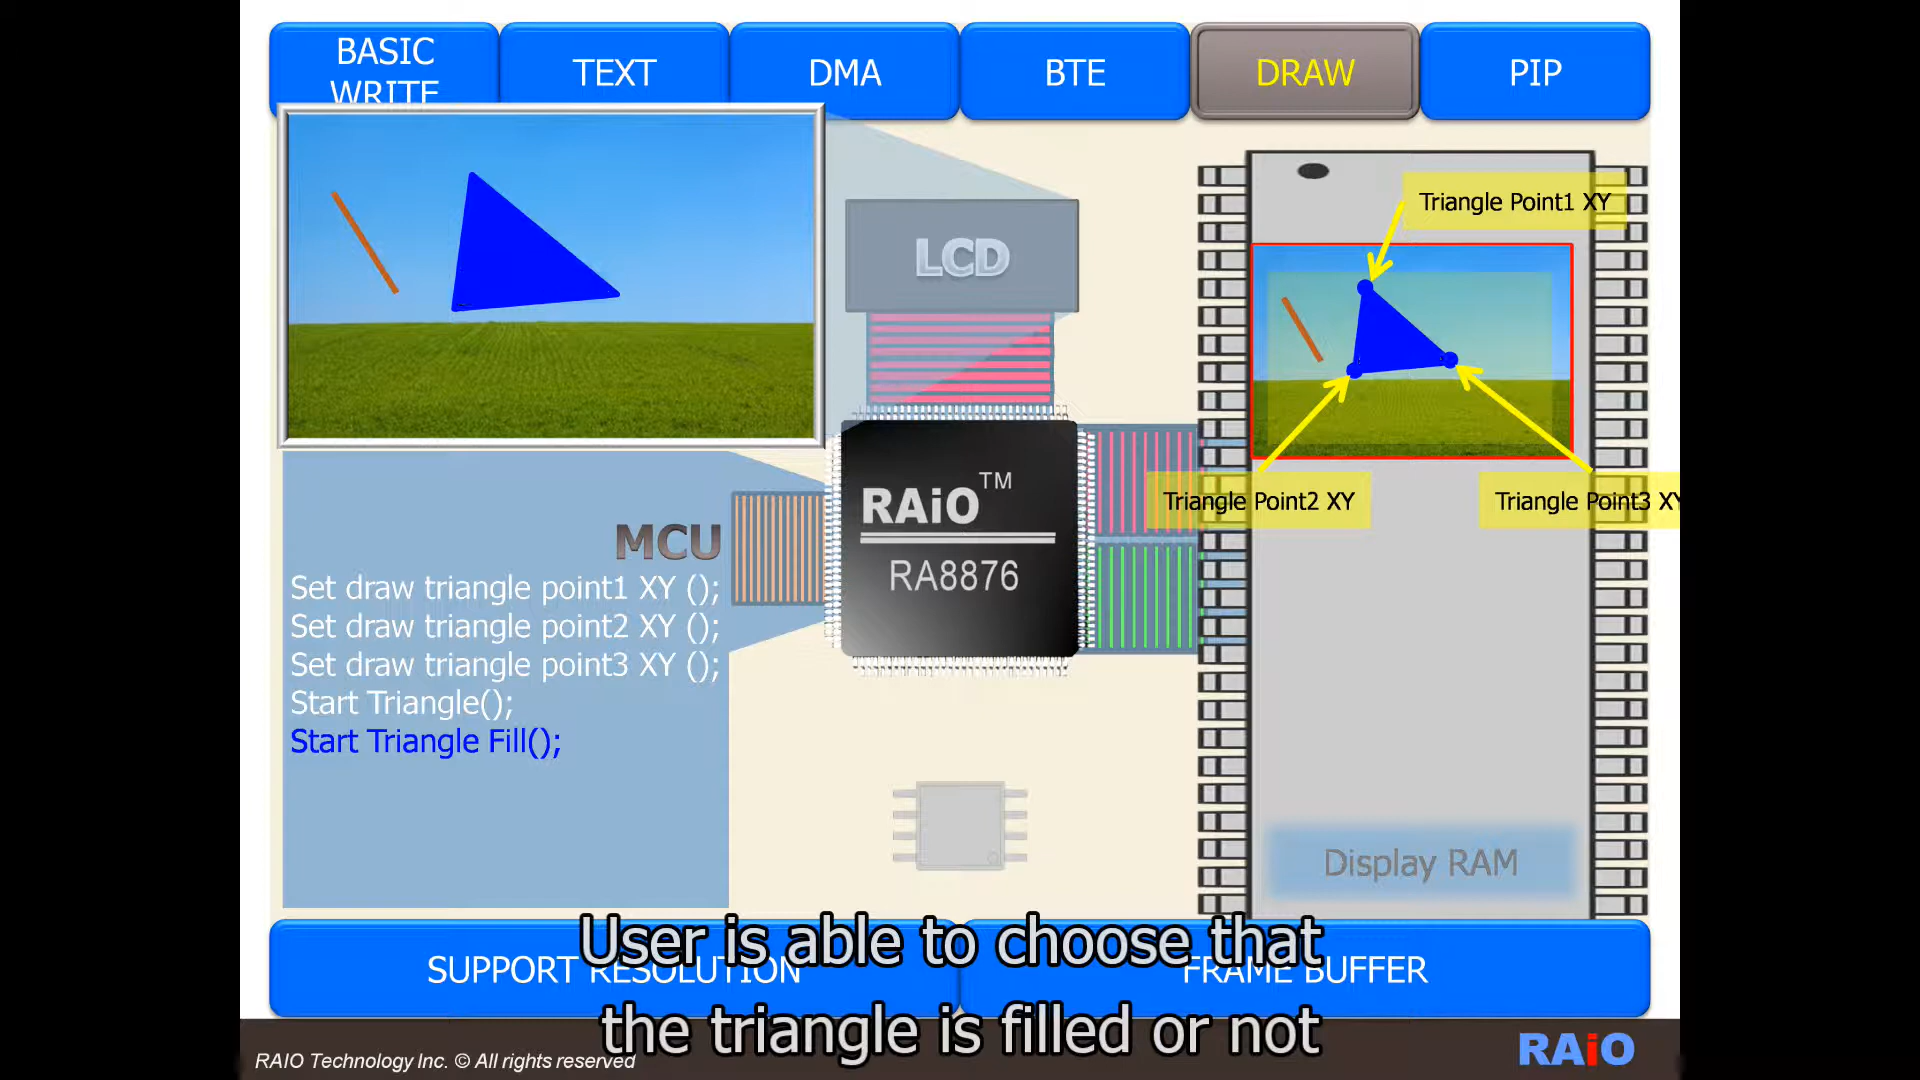 BASIC
WRITE
TEXT
DMA
BTE
DRAW
PIP
Triangle Point1 XY
LCD
RAiO TM
RA8876
Triangle Point2 XY
Triangle Point3 XY
MCU
Set draw triangle point1 XY ();
Set draw triangle point2 XY ();
Set draw triangle point3 XY ();
Start Triangle();
Start Triangle Fill();
Display RAM
SUPPORT RESOLUTION
FRAME BUFFER
User is able to choose that
the triangle is filled or not
RAIO Technology Inc. © All rights reserved
RAiO